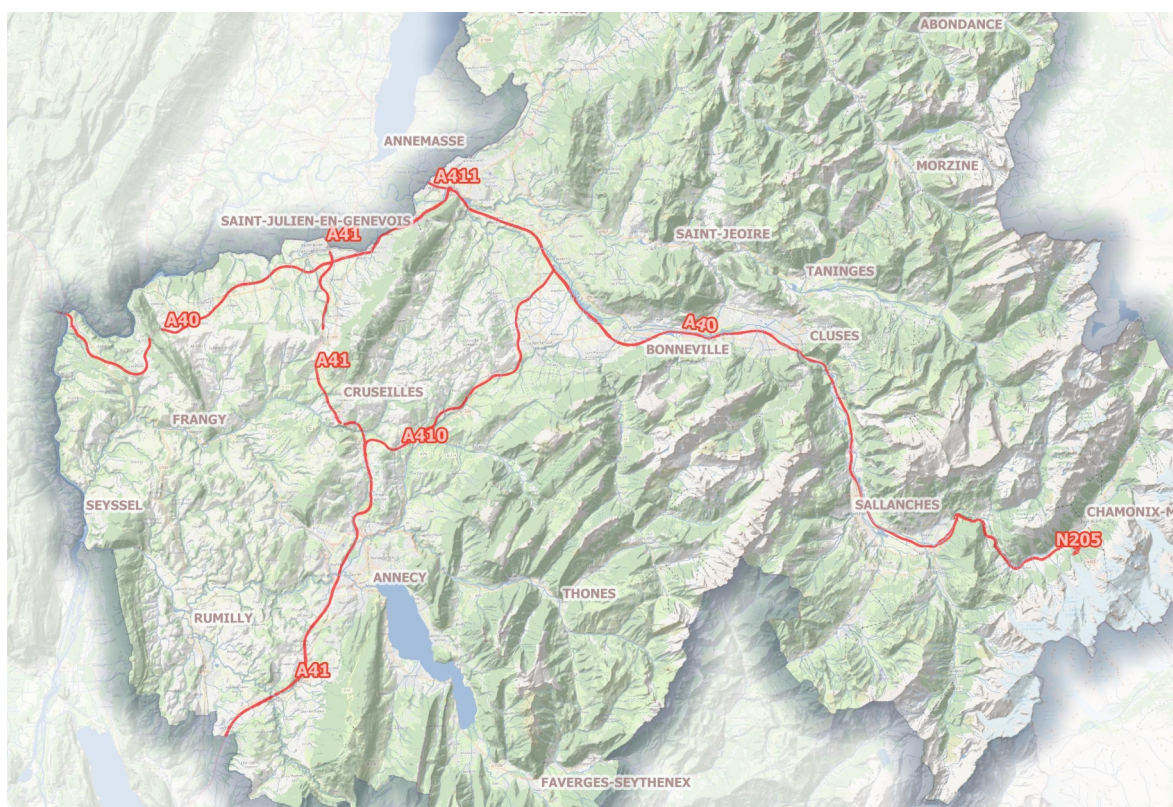 ABONDANCE
ANNEMASSE
MORZINE
A411
SAINT-JULIEN-EN-GENEVOIS
A41
SAINT-JEOIRE
TANINGES
A40
A40
CLUSES
BONNEVILLE
A41
CRUSEILLES
FRANGY
A410
SEYSSEL
SALLANCHES
CHAMONIX-M
N205
ANNECY
THONES
RUMILLY
A41
FAVERGES-SEYTHENEX